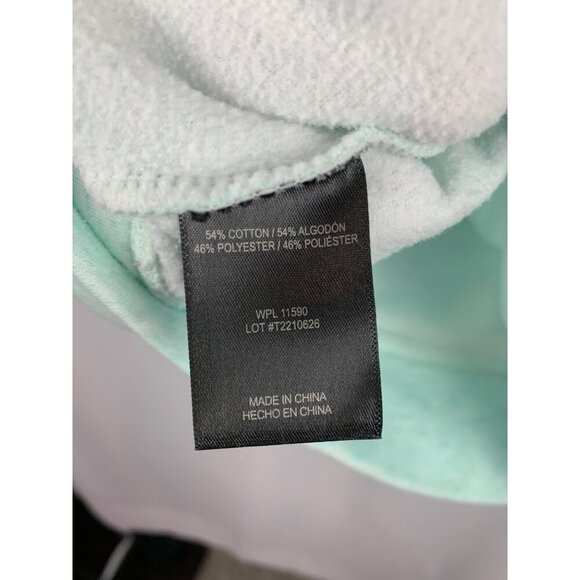 54% COTTON / 54% ALGODÓN
46% POLYESTER / 46% POLIÉSTER
WPL 11590
LOT #T2210626
MADE IN CHINA
HECHO EN CHINA